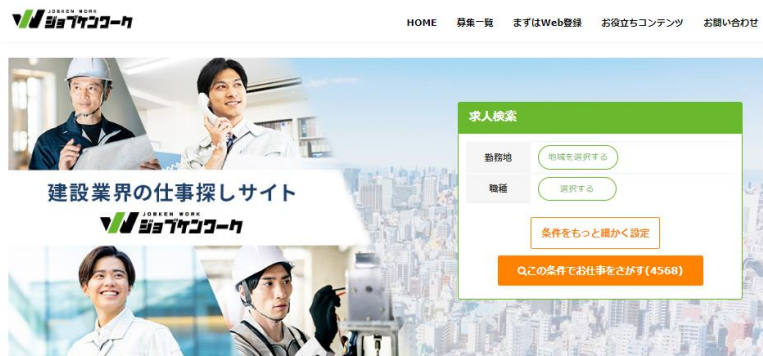 JOBKEN WORK
ジョブケンワーク
HOME 募集一覧 まずはWeb登録 お役立ちコンテンツ お問い合わせ
建設業界の仕事探しサイト
JOBKEN WORK
ジョブケンワーク
求人検索
勤務地 地域を選択する
職種 選択する
条件をもっと細かく設定
この条件でお仕事をさがす(4568)